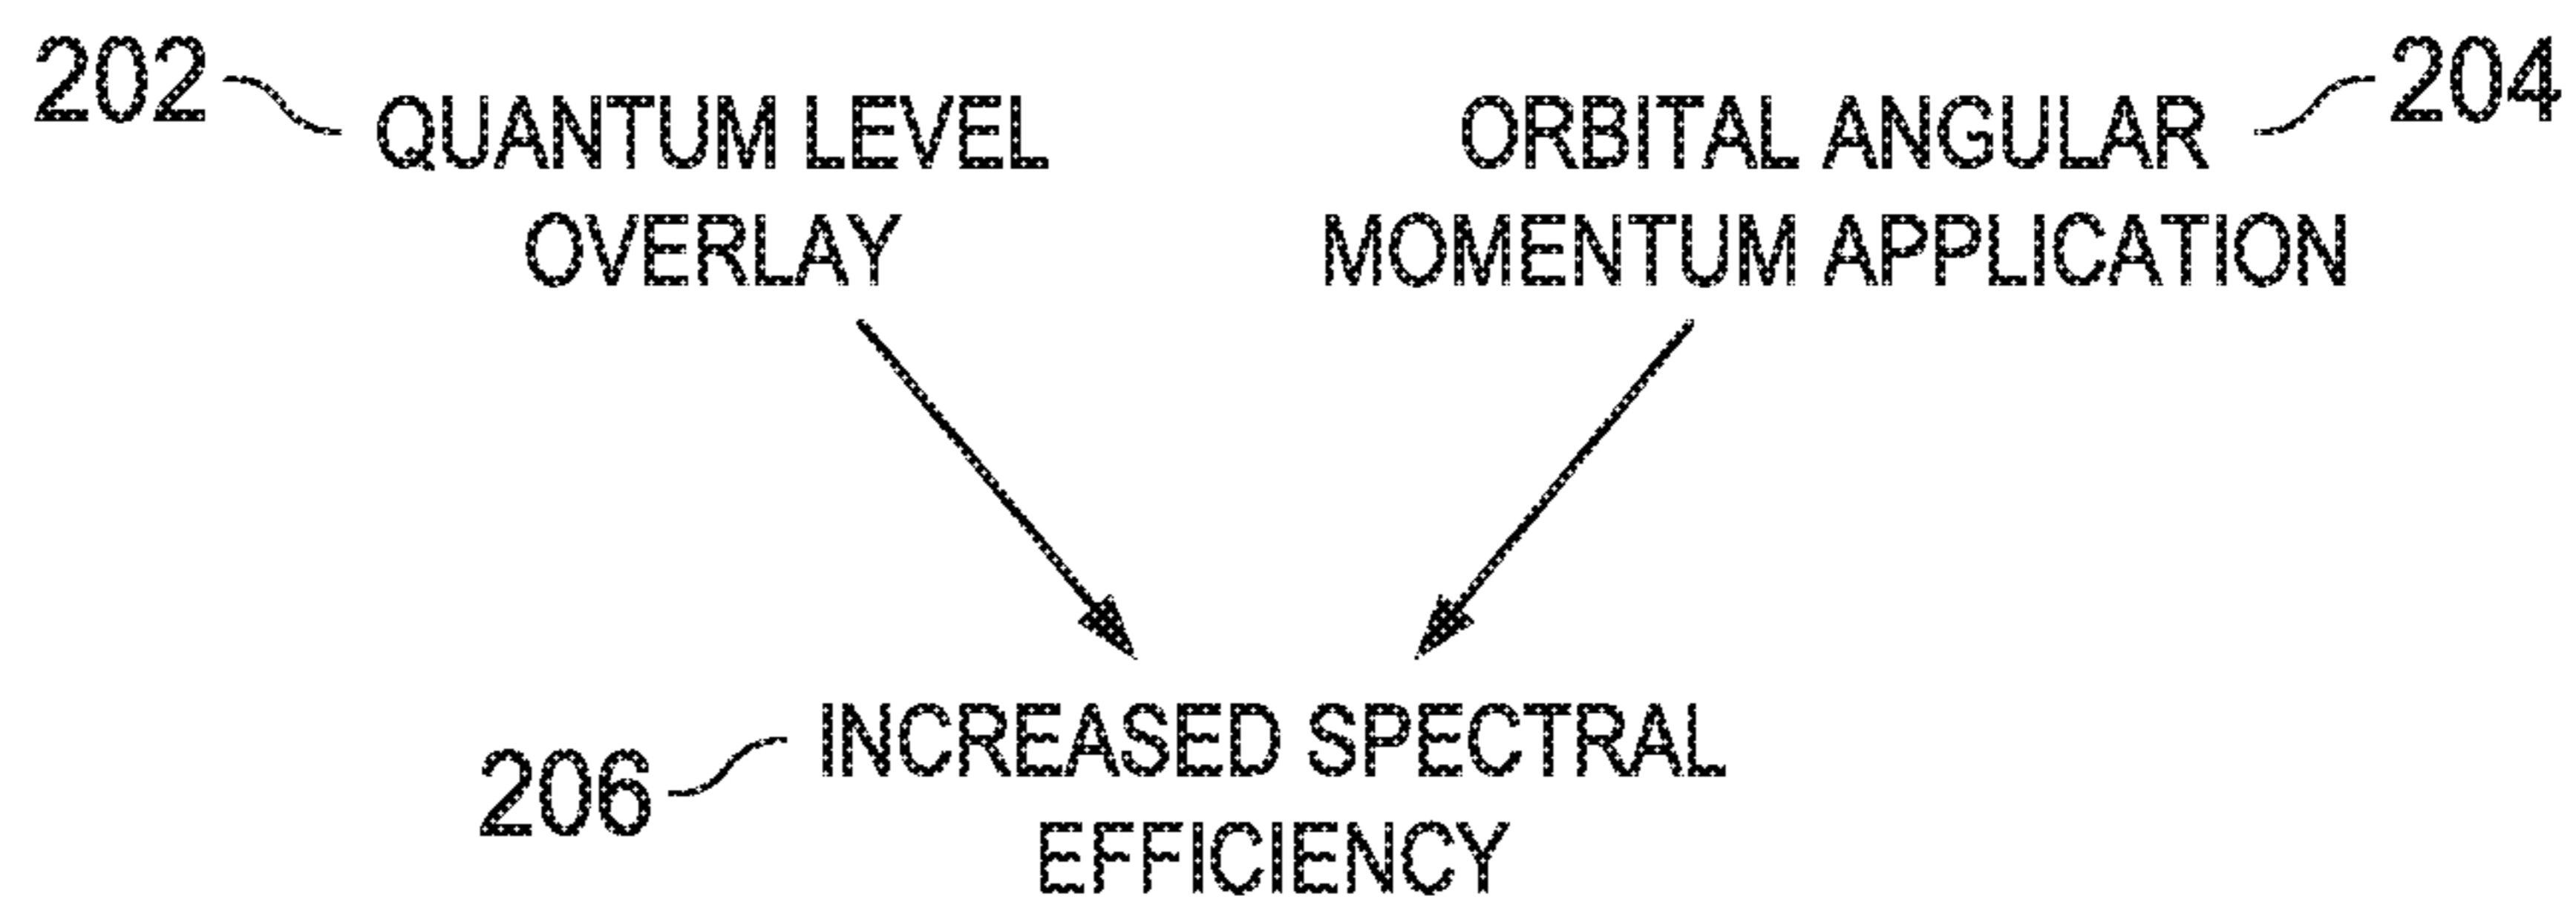 202 QUANTUM LEVEL ORBITAL ANGULAR 204
OVERLAY MOMENTUM APPLICATION
206 INCREASED SPECTRAL
EFFICIENCY